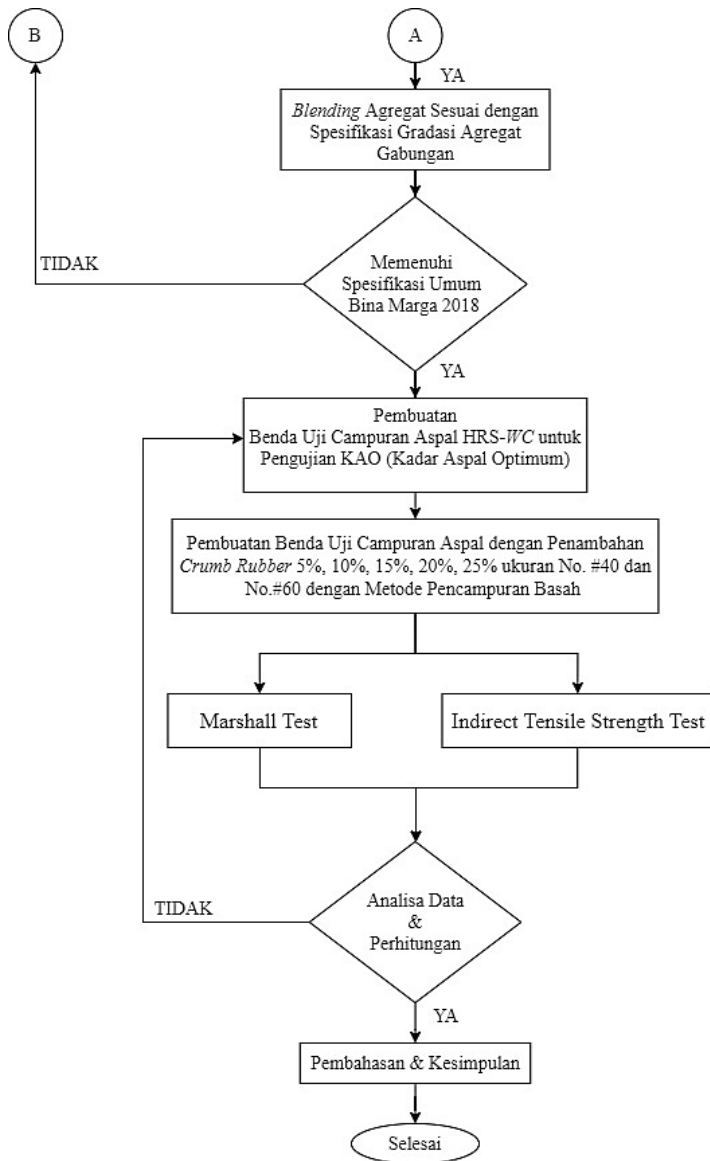 B
A
YA
Blending Agregat Sesuai dengan
Spesifikasi Gradasi Agregat
Gabungan
TIDAK
Memenuhi
Spesifikasi Umum
Bina Marga 2018
YA
Pembuatan
Benda Uji Campuran Aspal HRS-WC untuk
Pengujian KAO (Kadar Aspal Optimum)
Pembuatan Benda Uji Campuran Aspal dengan Penambahan
Crumb Rubber 5%, 10%, 15%, 20%, 25% ukuran No. #40 dan
No.#60 dengan Metode Pencampuran Basah
Marshall Test
Indirect Tensile Strength Test
TIDAK
Analisa Data
&
Perhitungan
YA
Pembahasan & Kesimpulan
Selesai